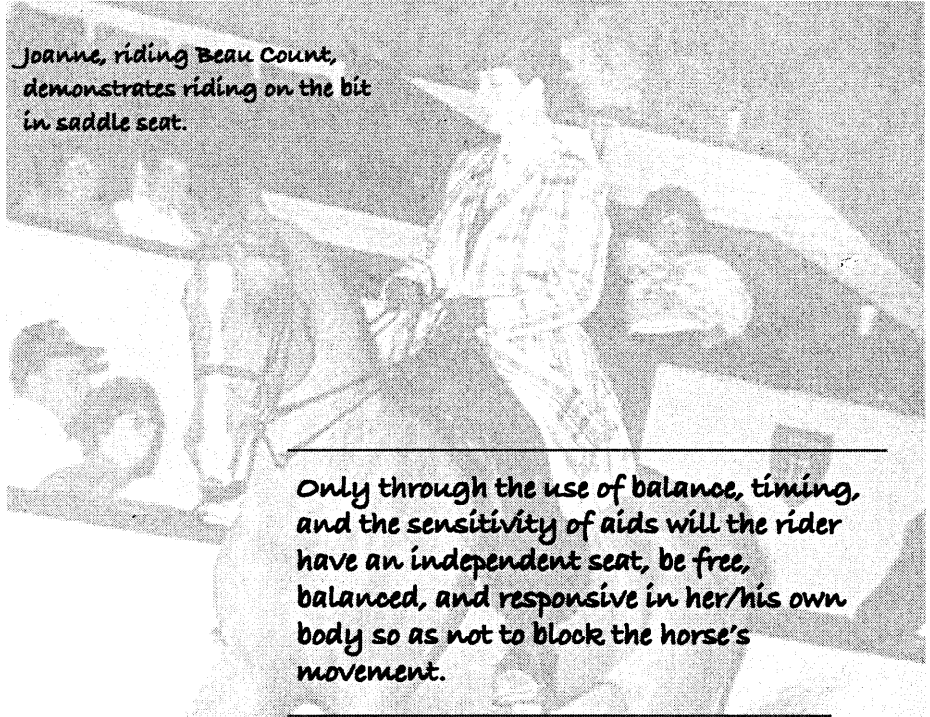 Joanne, riding Beau Count,
demonstrates riding on the bit
in saddle seat.
Only through the use of balance, timing,
and the sensitivity of aids will the rider
have an independent seat, be free,
balanced, and responsive in her/his own
body so as not to block the horse's
movement.